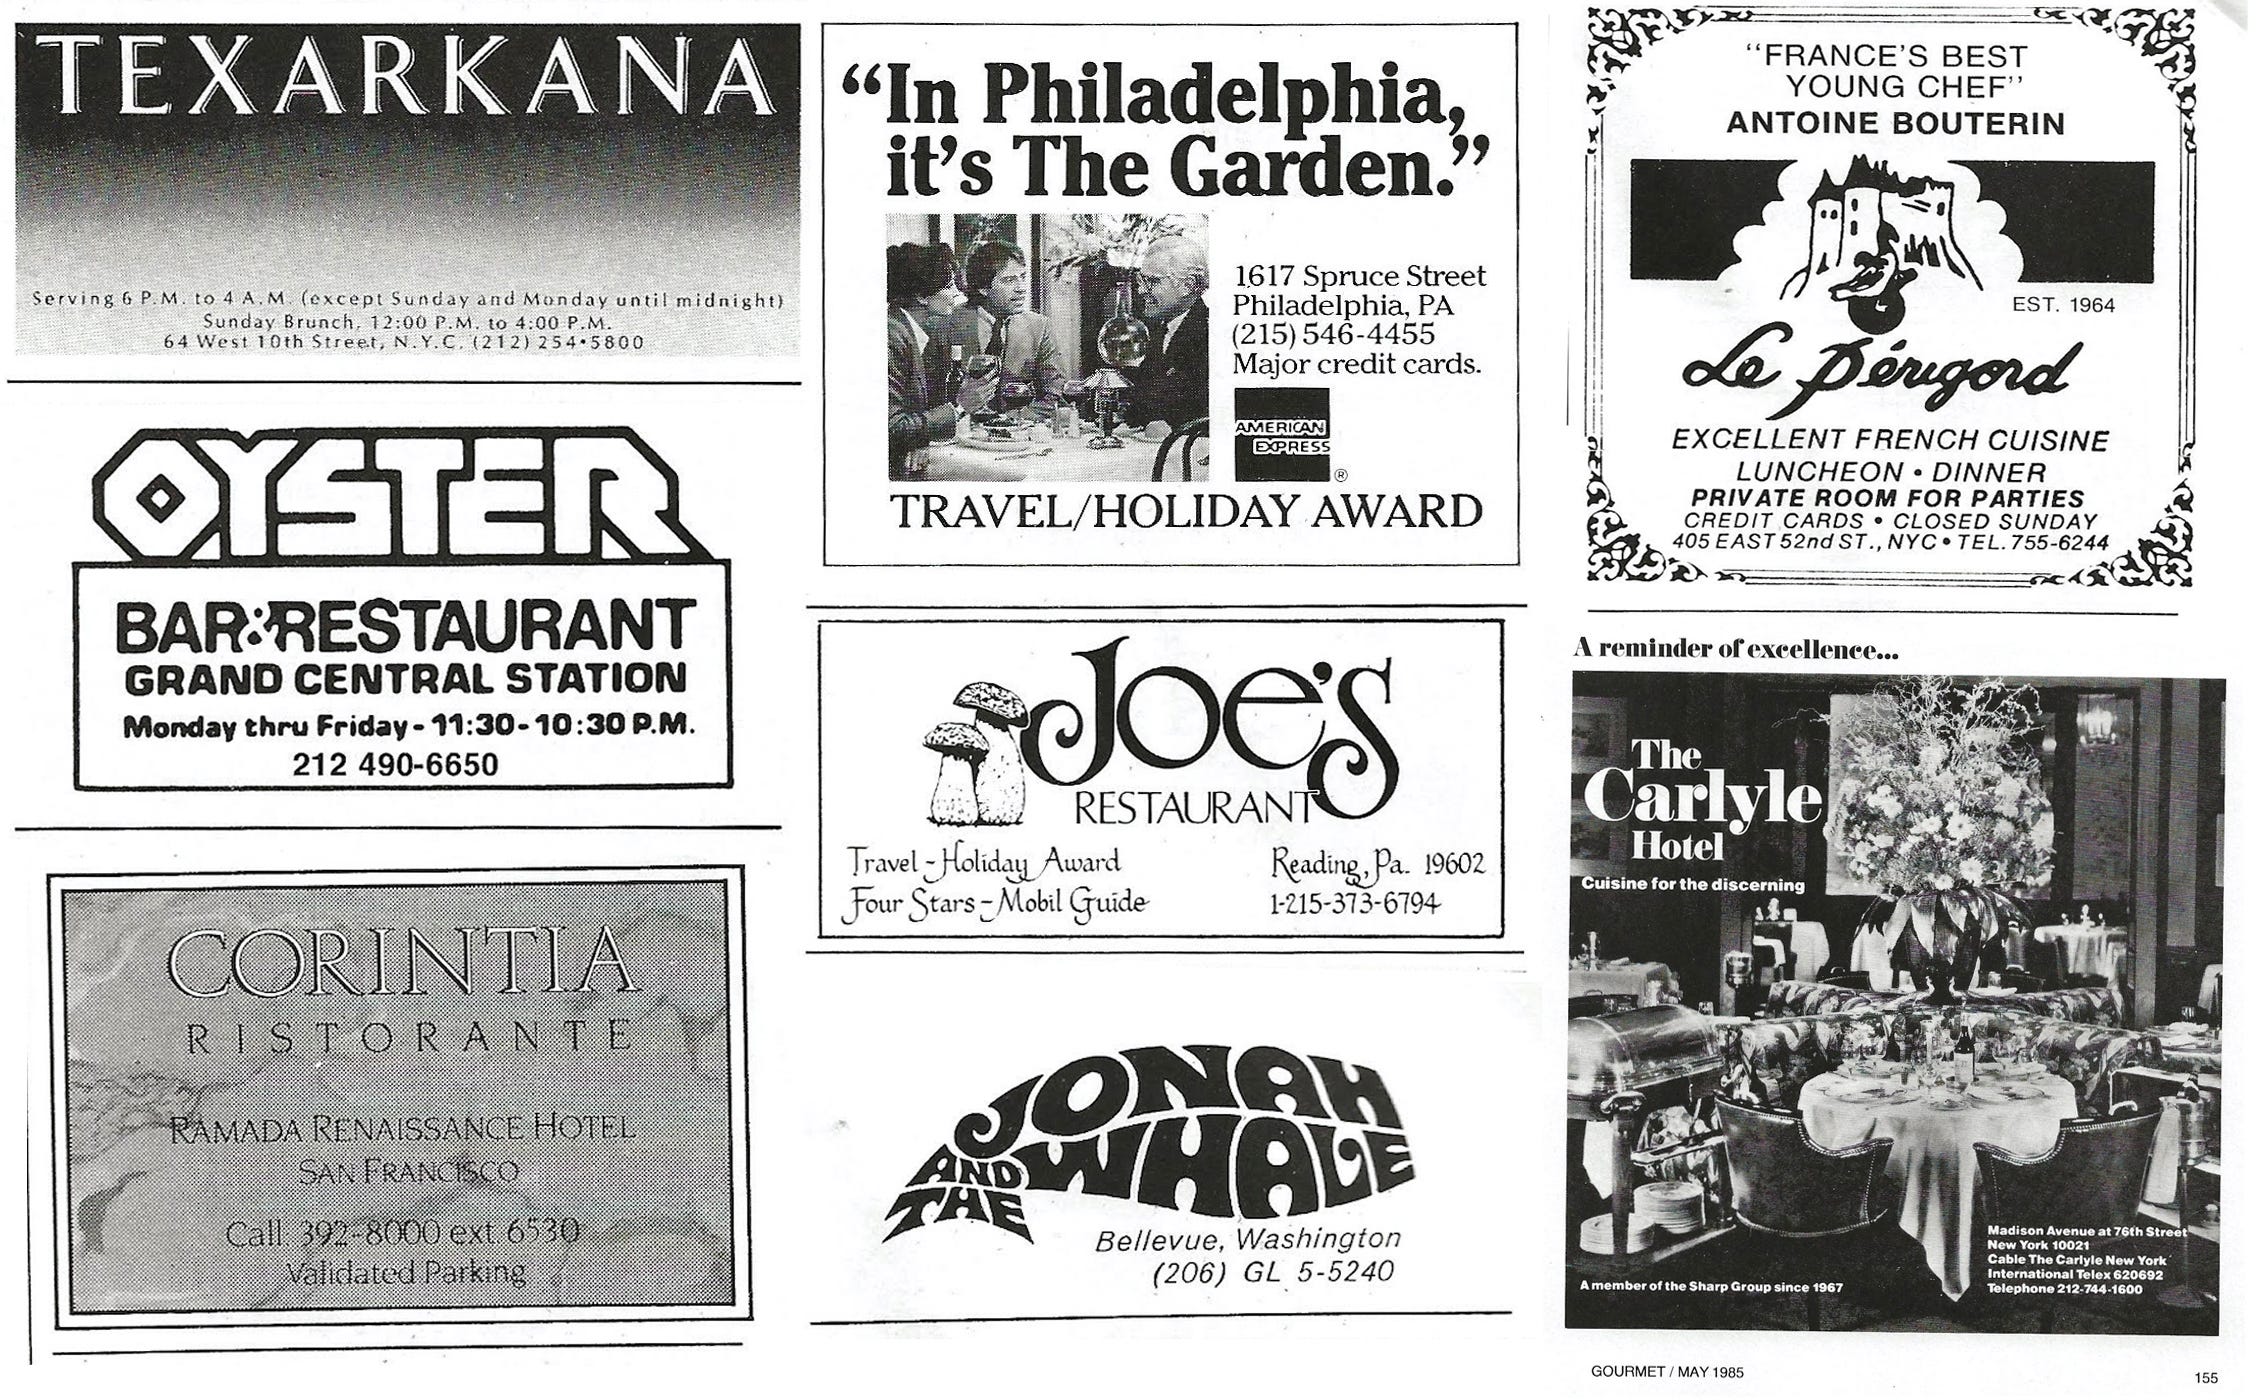 TEXARKANA
Serving 6 P.M. to 4 A.M. (except Sunday and Monday until midnight)
Sunday Brunch, 12:00 P.M. to 4:00 P.M.
64 West 10th Street, N.Y.C. (212) 254•5800
OYSTER
BAR & RESTAURANT
GRAND CENTRAL STATION
Monday thru Friday - 11:30 - 10:30 P.M.
212 490-6650
CORINTIA
RISTORANTE
RAMADA RENAISSANCE HOTEL
SAN FRANCISCO
Call: 392-8000 ext. 6530
Validated Parking
“In Philadelphia,
it’s The Garden.”
1617 Spruce Street
Philadelphia, PA
(215) 546-4455
Major credit cards.
AMERICAN
EXPRESS
®
TRAVEL/HOLIDAY AWARD
JOE'S
RESTAURANT
Travel - Holiday Award
Four Stars - Mobil Guide
Reading, Pa. 19602
1-215-373-6794
JONAH
AND THE WHALE
Bellevue, Washington
(206) GL 5-5240
“FRANCE’S BEST
YOUNG CHEF”
ANTOINE BOUTERIN
EST. 1964
Le Périgord
EXCELLENT FRENCH CUISINE
LUNCHEON • DINNER
PRIVATE ROOM FOR PARTIES
CREDIT CARDS • CLOSED SUNDAY
405 EAST 52nd ST., NYC • TEL. 755-6244
A reminder of excellence...
The
Carlyle
Hotel
Cuisine for the discerning
A member of the Sharp Group since 1967
Madison Avenue at 76th Street
New York 10021
Cable The Carlyle New York
International Telex 620692
Telephone 212-744-1600
GOURMET / MAY 1985
155